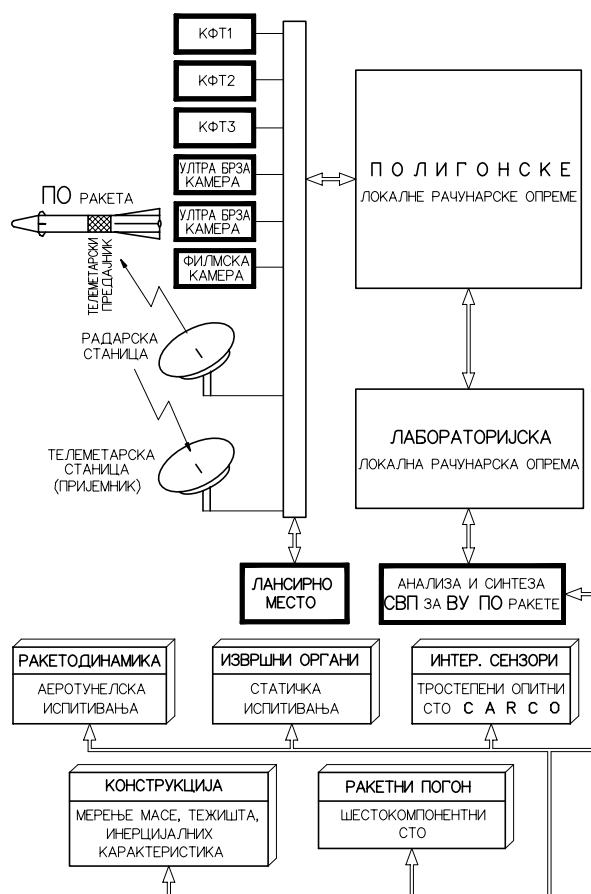 КФТ1
КФТ2
КФТ3
УЛТРА БРЗА
КАМЕРА
УЛТРА БРЗА
КАМЕРА
ФИЛМСКА
КАМЕРА
ПО РАКЕТА
ТЕЛЕМЕТАРСКИ
ПРЕДАЈНИК
РАДАРСКА
СТАНИЦА
ТЕЛЕМЕТАРСКА
СТАНИЦА
(ПРИЈЕМНИК)
ПОЛИГОНСКЕ
ЛОКАЛНЕ РАЧУНАРСКЕ ОПРЕМЕ
ЛАБОРАТОРИЈСКА
ЛОКАЛНА РАЧУНАРСКА ОПРЕМА
ЛАНСИРНО
МЕСТО
АНАЛИЗА И СИНТЕЗА
СВП ЗА ВУ ПО РАКЕТЕ
РАКЕТОДИНАМИКА
АЕРОТУНЕЛСКА
ИСПИТИВАЊА
ИЗВРШНИ ОРГАНИ
СТАТИЧКА
ИСПИТИВАЊА
ИНТЕР. СЕНЗОРИ
ТРОСТЕПЕНИ ОПИТНИ
СТО CARCO
КОНСТРУКЦИЈА
МЕРЕЊЕ МАСЕ, ТЕЖИШТА,
ИНЕРЦИЈАЛНИХ
КАРАКТЕРИСТИКА
РАКЕТНИ ПОГОН
ШЕСТОКОМПОНЕНТНИ
СТО